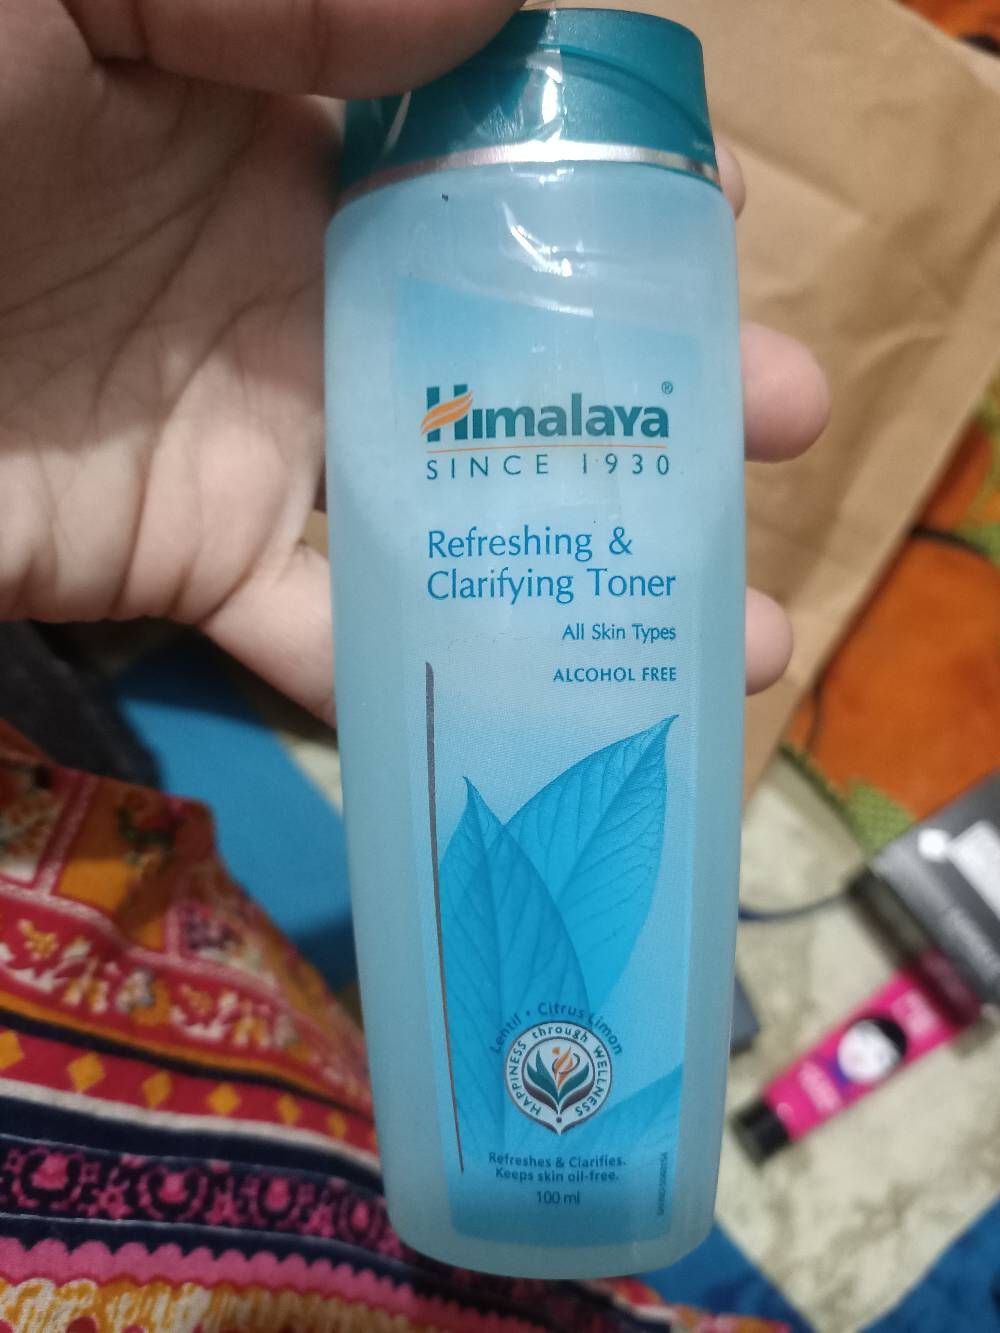 Himalaya®
SINCE 1930
Refreshing &
Clarifying Toner
All Skin Types
ALCOHOL FREE
Lentil • Citrus Limon
HAPPINESS through WELLNESS
Refreshes & Clarifies.
Keeps skin oil-free.
100 ml